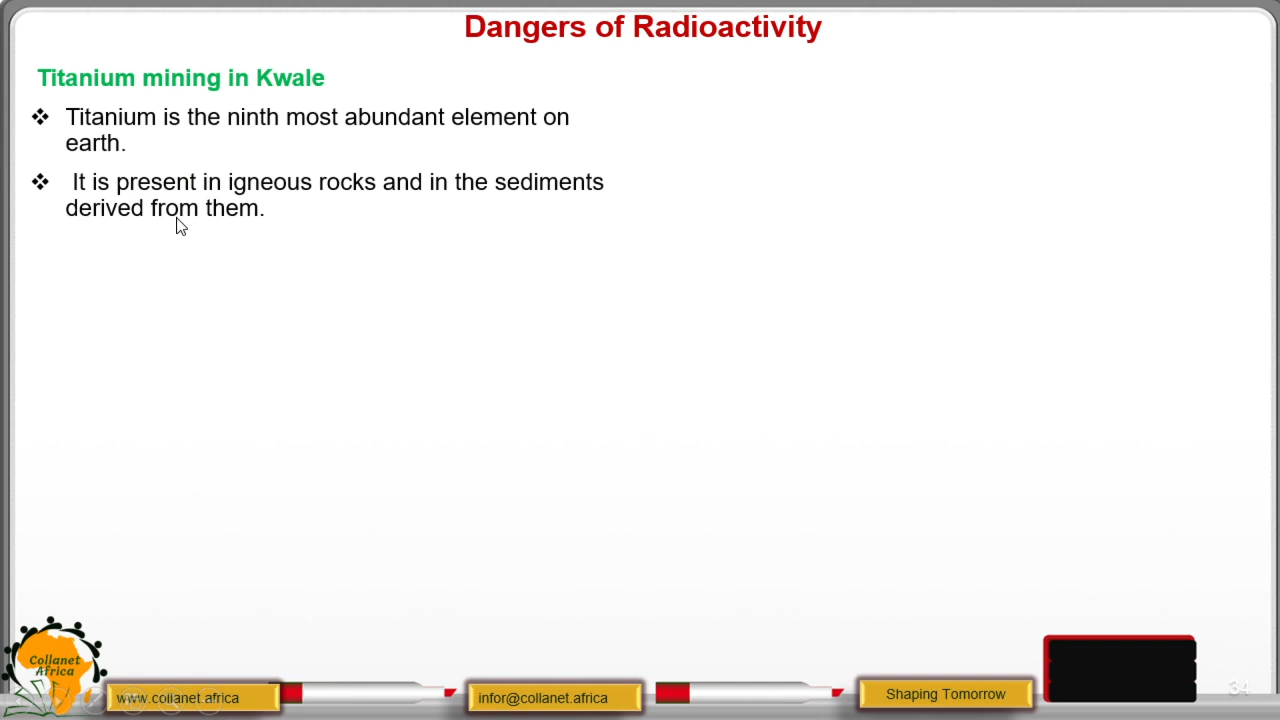 Dangers of Radioactivity
Titanium mining in Kwale
❖ Titanium is the ninth most abundant element on
earth.
❖ It is present in igneous rocks and in the sediments
derived from them.
Collanet
Africa
www.collanet.africa
infor@collanet.africa
Shaping Tomorrow
34